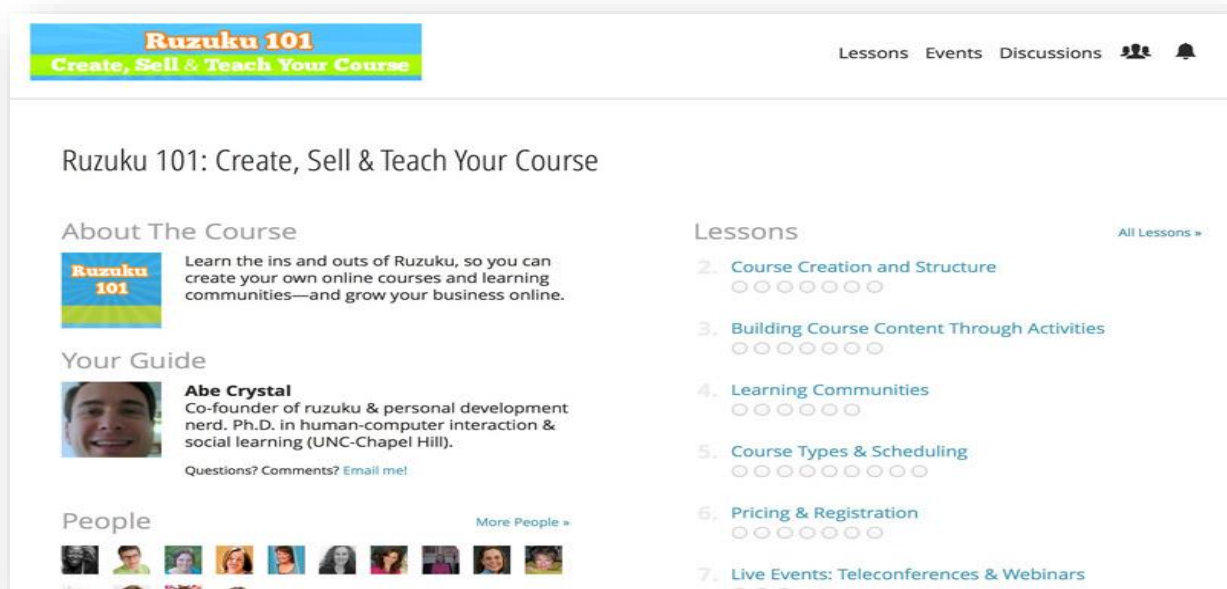 Ruzuku 101
Create, Sell & Teach Your Course
Lessons Events Discussions
Ruzuku 101: Create, Sell & Teach Your Course
About The Course
Ruzuku
101
Learn the ins and outs of Ruzuku, so you can
create your own online courses and learning
communities—and grow your business online.
Your Guide
Abe Crystal
Co-founder of ruzuku & personal development
nerd. Ph.D. in human-computer interaction &
social learning (UNC-Chapel Hill).
Questions? Comments? Email me!
People
More People »
Lessons
All Lessons »
2. Course Creation and Structure
3. Building Course Content Through Activities
4. Learning Communities
5. Course Types & Scheduling
6. Pricing & Registration
7. Live Events: Teleconferences & Webinars